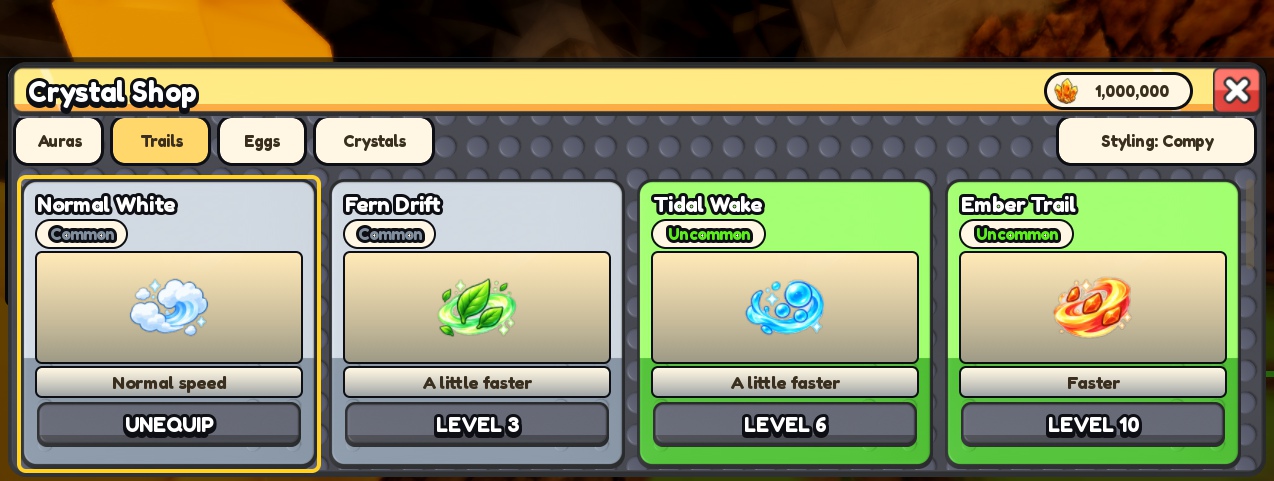 Crystal Shop
1,000,000
Auras
Trails
Eggs
Crystals
Styling: Compy
Normal White
Common
Normal speed
UNEQUIP
Fern Drift
Common
A little faster
LEVEL 3
Tidal Wake
Uncommon
A little faster
LEVEL 6
Ember Trail
Uncommon
Faster
LEVEL 10